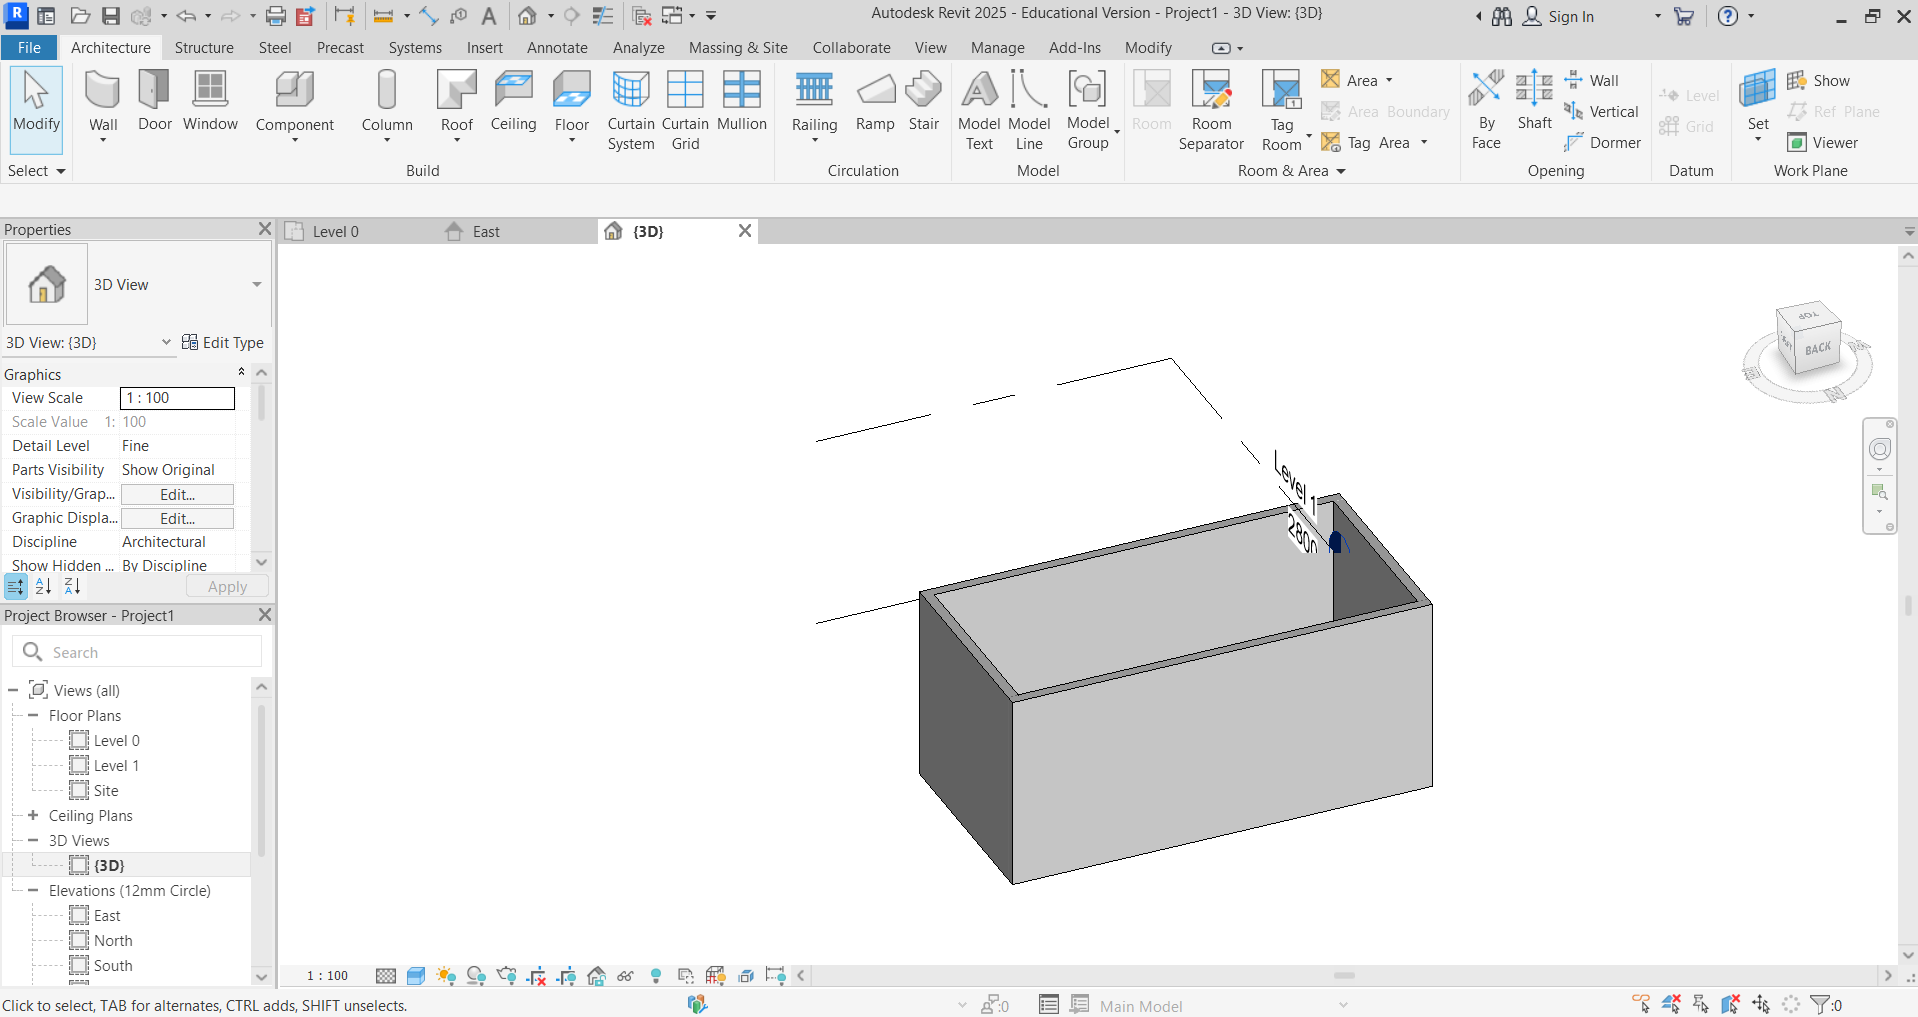 R
Autodesk Revit 2025 - Educational Version - Project1 - 3D View: {3D}
Sign In
File Architecture Structure Steel Precast Systems Insert Annotate Analyze Massing & Site Collaborate View Manage Add-Ins Modify
Modify Wall Door Window Component Column Roof Ceiling Floor Curtain System Curtain Grid Mullion Railing Ramp Stair Model Text Model Line Model Group Room Room Separator Tag Room By Face Shaft Set
Area
Area Boundary
Tag Area
Wall
Vertical
Dormer
Level
Grid
Show
Ref Plane
Viewer
Select Build Circulation Model Room & Area Opening Datum Work Plane
Properties
Level 0 East {3D}
3D View
3D View: {3D} Edit Type
Graphics
View Scale 1 : 100
Scale Value 1: 100
Detail Level Fine
Parts Visibility Show Original
Visibility/Grap... Edit...
Graphic Displa... Edit...
Discipline Architectural
Show Hidden ... By Discipline
Apply
Project Browser - Project1
Search
Views (all)
Floor Plans
Level 0
Level 1
Site
Ceiling Plans
3D Views
{3D}
Elevations (12mm Circle)
East
North
South
Level 1
2800
TOP
BACK
1 : 100
Click to select, TAB for alternates, CTRL adds, SHIFT unselects.
:0
Main Model
:0